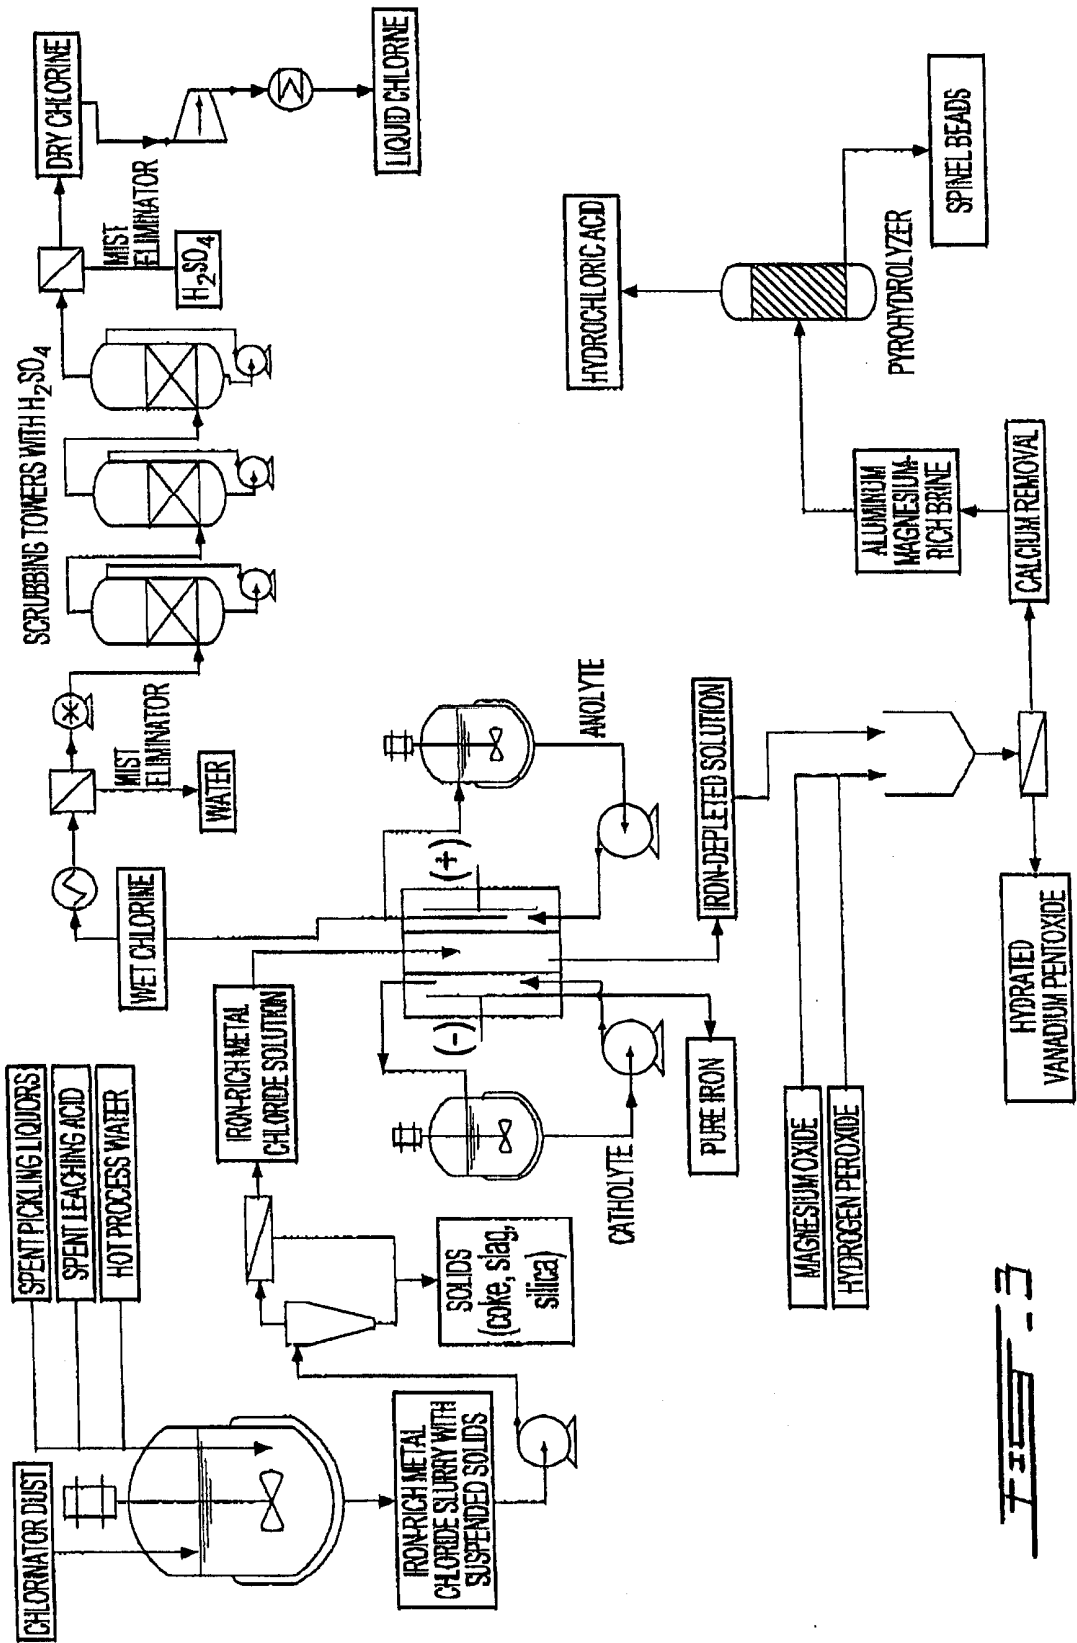 CHLORINATOR DUST
SPENT PICKLING LIQUORS
SPENT LEACHING ACID
HOT PROCESS WATER
IRON-RICH METAL
CHLORIDE SLURRY WITH
SUSPENDED SOLIDS
SOLIDS
(coke, slag,
silica)
IRON-RICH METAL
CHLORIDE SOLUTION
WET CHLORINE
MIST
ELIMINATOR
WATER
SCRUBBING TOWERS WITH H2SO4
MIST
ELIMINATOR
H2SO4
DRY CHLORINE
LIQUID CHLORINE
(-)
(+)
CATHOLYTE
ANOLYTE
PURE IRON
IRON-DEPLETED SOLUTION
MAGNESIUM OXIDE
HYDROGEN PEROXIDE
HYDRATED
VANADIUM PENTOXIDE
CALCIUM REMOVAL
ALUMINUM
MAGNESIUM-
RICH BRINE
PYROHYDROLYZER
HYDROCHLORIC ACID
SPINEL BEADS
FIG-3